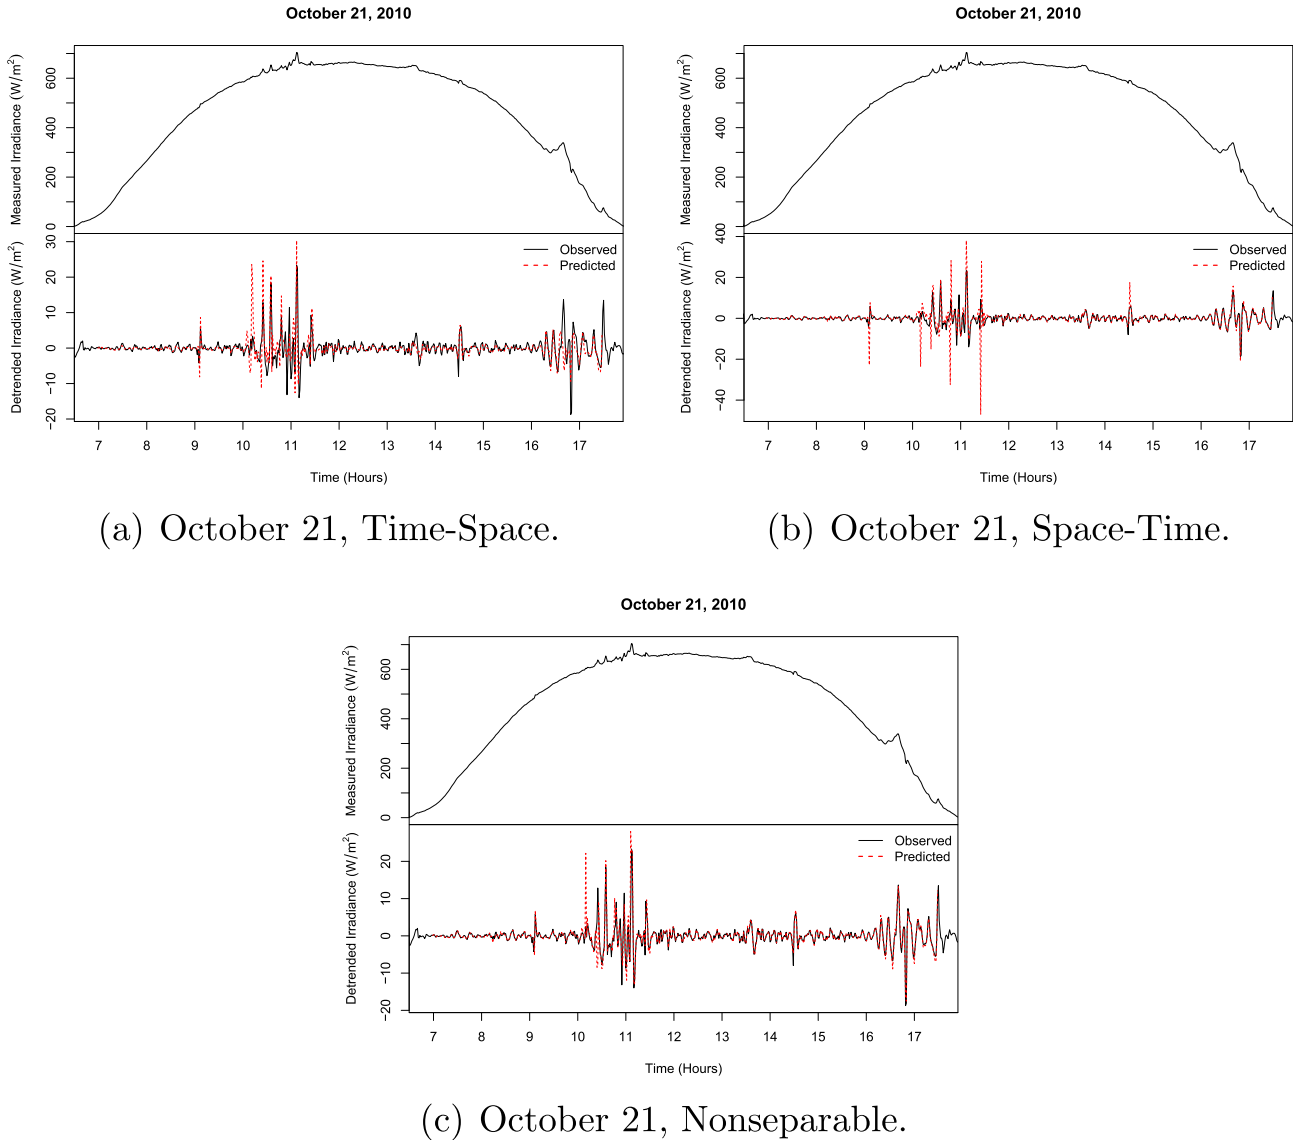 October 21, 2010
Measured Irradiance (W/m²)
0
200
400
600
Detrended Irradiance (W/m²)
−20
−10
0
10
20
30
Observed
Predicted
7 8 9 10 11 12 13 14 15 16 17
Time (Hours)
(a) October 21, Time-Space.
October 21, 2010
Measured Irradiance (W/m²)
0
200
400
600
Detrended Irradiance (W/m²)
−40
−20
0
20
40
Observed
Predicted
7 8 9 10 11 12 13 14 15 16 17
Time (Hours)
(b) October 21, Space-Time.
October 21, 2010
Measured Irradiance (W/m²)
0
200
400
600
Detrended Irradiance (W/m²)
−20
−10
0
10
20
Observed
Predicted
7 8 9 10 11 12 13 14 15 16 17
Time (Hours)
(c) October 21, Nonseparable.